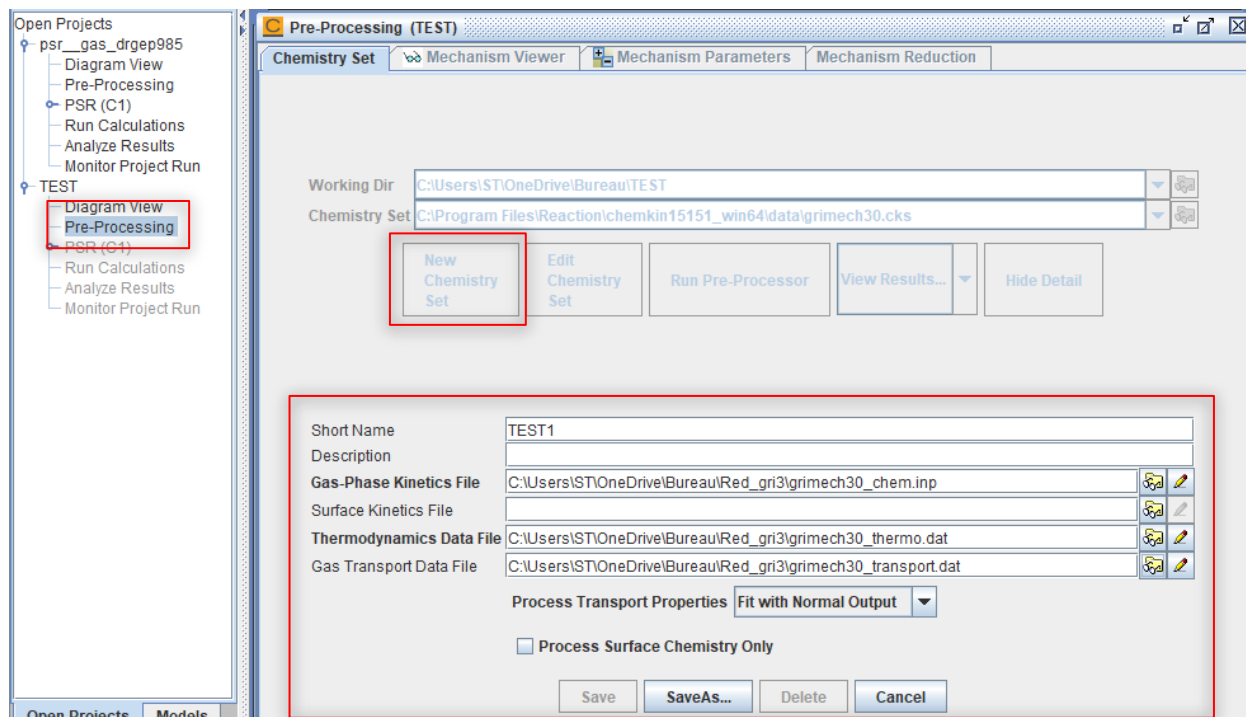 Open Projects
psr__gas_drgep985
Diagram View
Pre-Processing
PSR (C1)
Run Calculations
Analyze Results
Monitor Project Run
TEST
Diagram View
Pre-Processing
PSR (C1)
Run Calculations
Analyze Results
Monitor Project Run
Open Projects Models
C Pre-Processing (TEST)
Chemistry Set Mechanism Viewer Mechanism Parameters Mechanism Reduction
Working Dir C:\Users\ST\OneDrive\Bureau\TEST
Chemistry Set C:\Program Files\Reaction\chemkin15151_win64\data\grimech30.cks
New Chemistry Set
Edit Chemistry Set
Run Pre-Processor
View Results...
Hide Detail
Short Name TEST1
Description
Gas-Phase Kinetics File C:\Users\ST\OneDrive\Bureau\Red_gri3\grimech30_chem.inp
Surface Kinetics File
Thermodynamics Data File C:\Users\ST\OneDrive\Bureau\Red_gri3\grimech30_thermo.dat
Gas Transport Data File C:\Users\ST\OneDrive\Bureau\Red_gri3\grimech30_transport.dat
Process Transport Properties Fit with Normal Output
Process Surface Chemistry Only
Save SaveAs... Delete Cancel